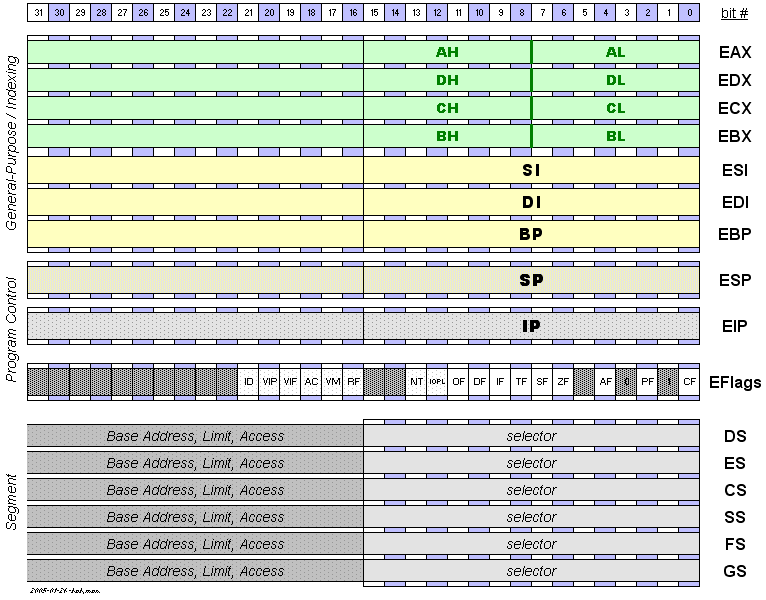 31 30 29 28 27 26 25 24 23 22 21 20 19 18 17 16 15 14 13 12 11 10 9 8 7 6 5 4 3 2 1 0 bit #
General-Purpose / Indexing
AH AL EAX
DH DL EDX
CH CL ECX
BH BL EBX
SI ESI
DI EDI
BP EBP
Program Control
SP ESP
IP EIP
ID VIP VIF AC VM RF NT IOPL OF DF IF TF SF ZF AF 0 PF 1 CF EFlags
Segment
Base Address, Limit, Access selector DS
Base Address, Limit, Access selector ES
Base Address, Limit, Access selector CS
Base Address, Limit, Access selector SS
Base Address, Limit, Access selector FS
Base Address, Limit, Access selector GS